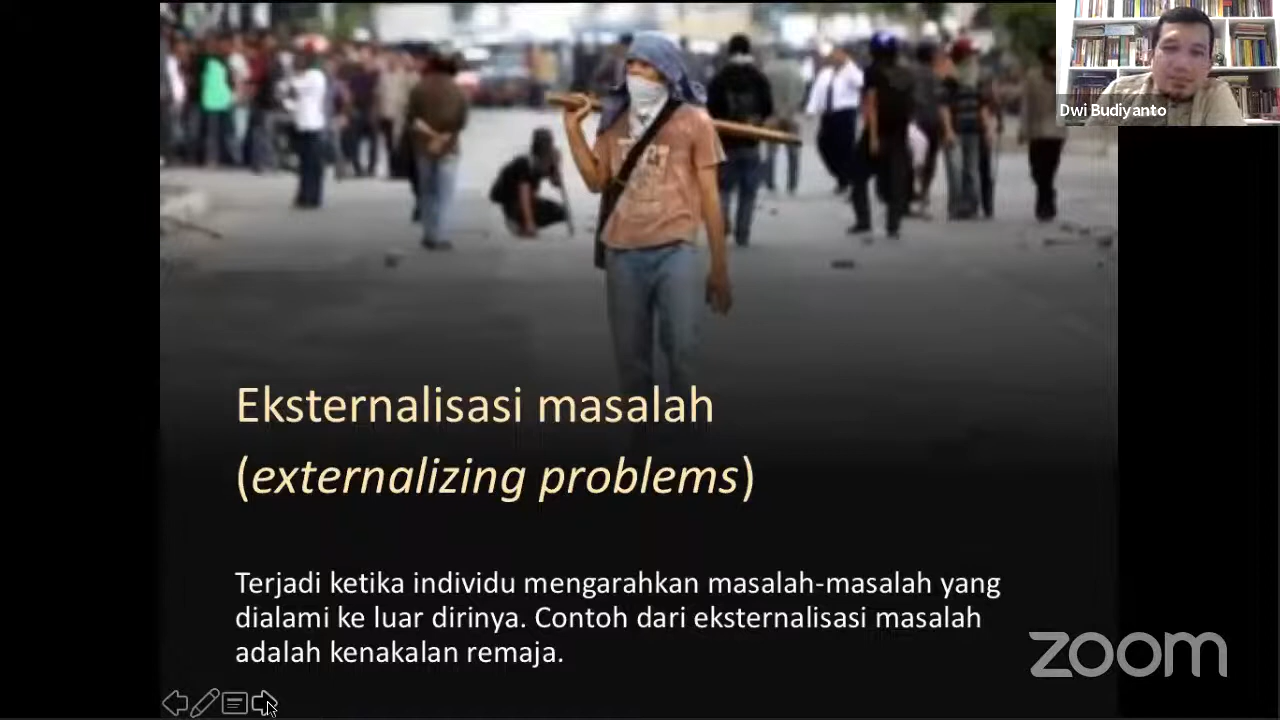 Dwi Budiyanto
Eksternalisasi masalah
(externalizing problems)
Terjadi ketika individu mengarahkan masalah-masalah yang
dialami ke luar dirinya. Contoh dari eksternalisasi masalah
adalah kenakalan remaja.
zoom